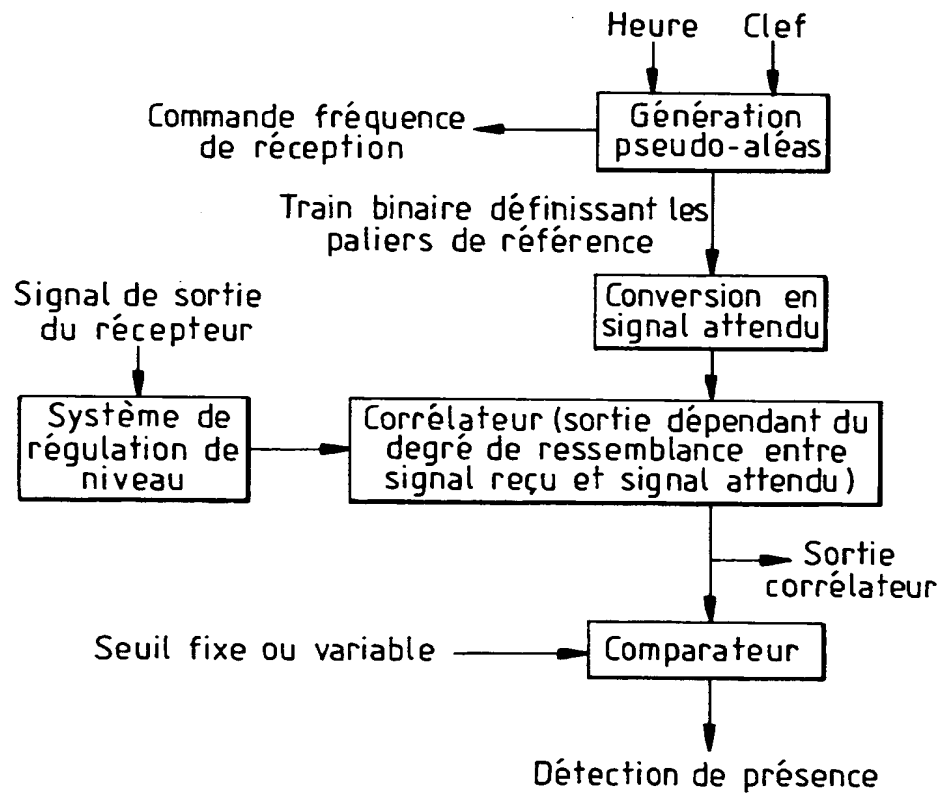 Heure Clef
Génération
pseudo-aléas
Commande fréquence
de réception
Train binaire définissant les
paliers de référence
Conversion en
signal attendu
Signal de sortie
du récepteur
Système de
régulation de
niveau
Corrélateur (sortie dépendant du
degré de ressemblance entre
signal reçu et signal attendu)
Sortie
corrélateur
Seuil fixe ou variable
Comparateur
Détection de présence